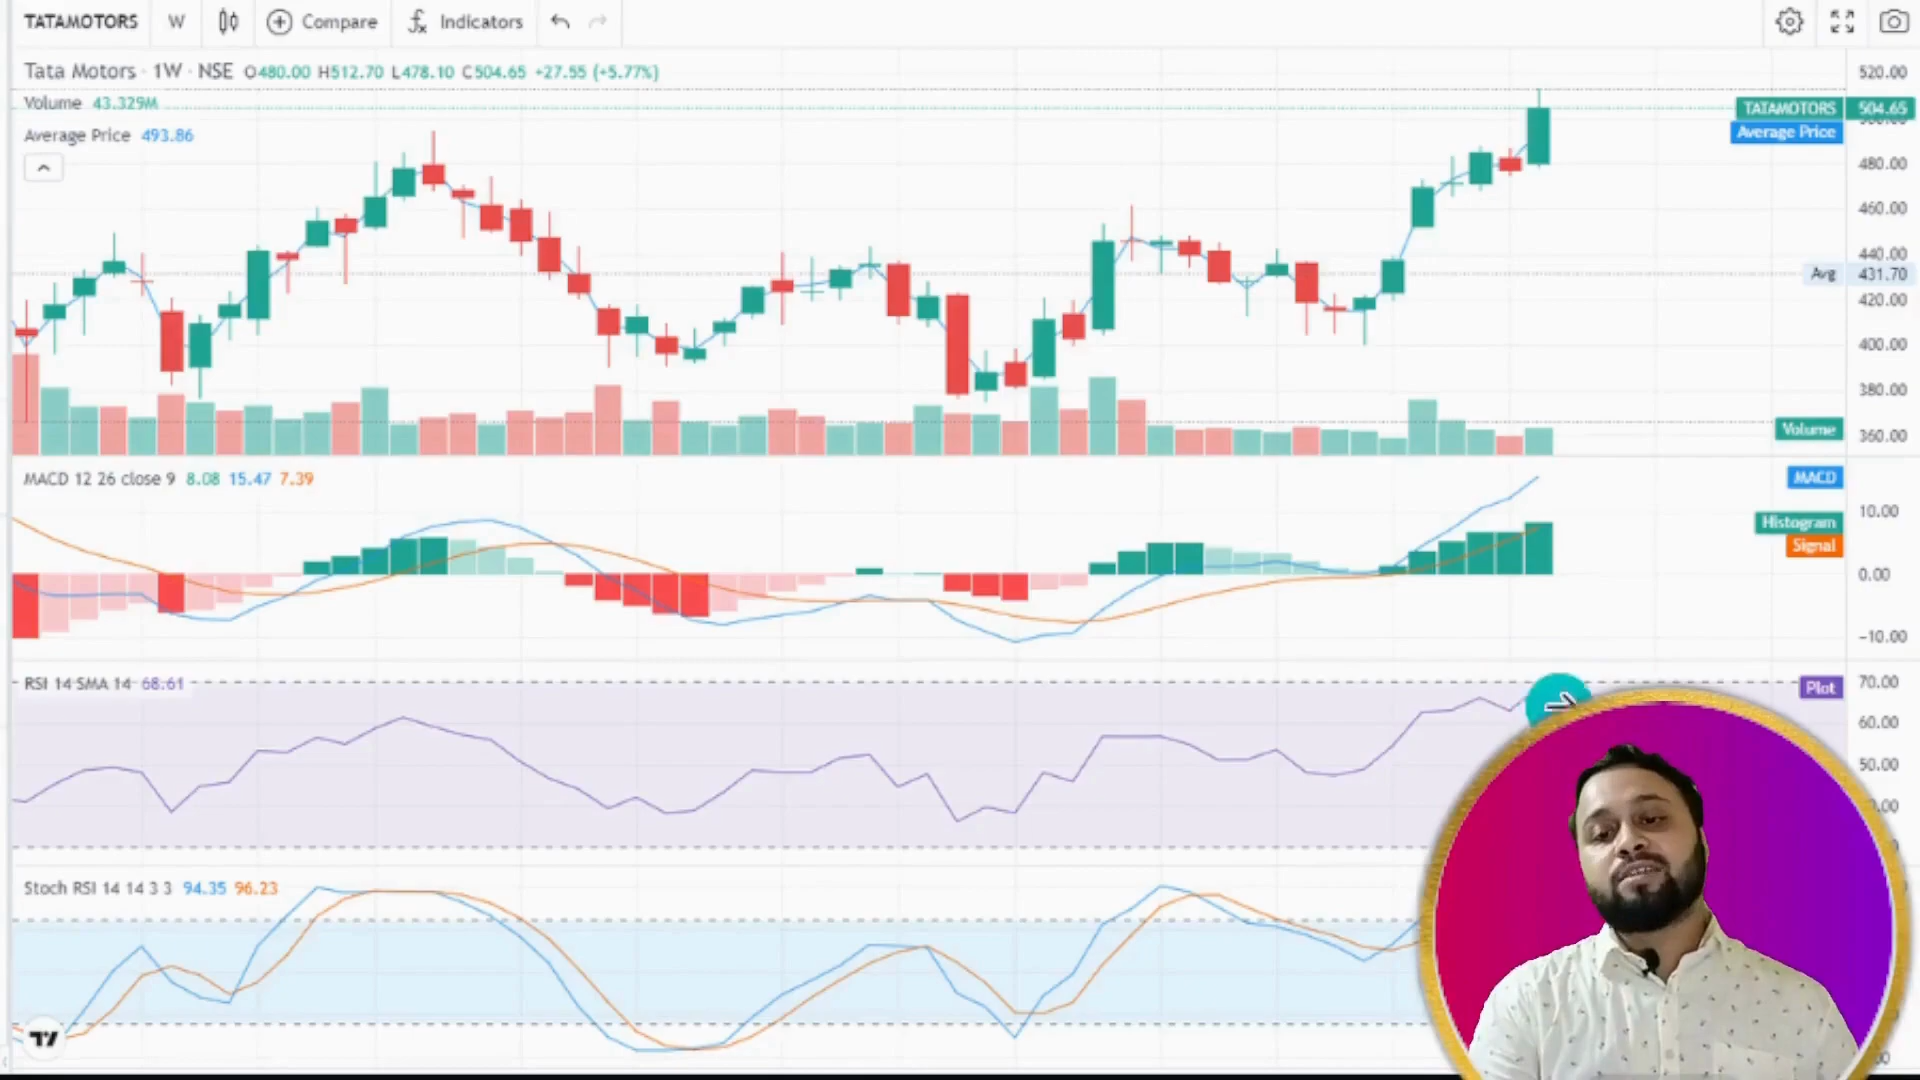 TATAMOTORS W Compare Indicators
Tata Motors · 1W · NSE O480.00 H512.70 L478.10 C504.65 +27.55 (+5.77%)
Volume 43.329M
Average Price 493.86
520.00
TATAMOTORS 504.65
Average Price
480.00
460.00
440.00
Avg 431.70
420.00
400.00
380.00
Volume
360.00
MACD 12 26 close 9 8.08 15.47 7.39
MACD
10.00
Histogram
Signal
0.00
-10.00
RSI 14 SMA 14 68.61
70.00
Plot
60.00
50.00
Stoch RSI 14 14 3 3 94.35 96.23